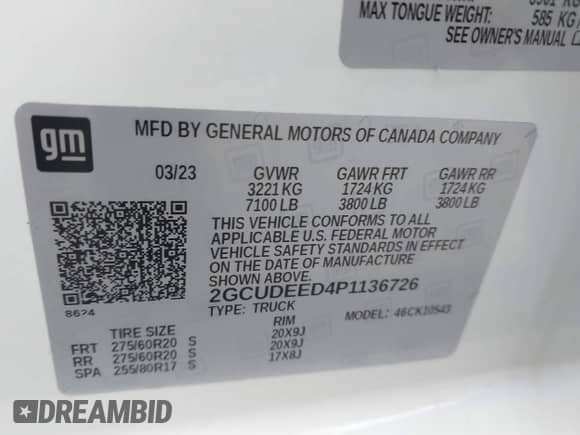 MAX TONGUE WEIGHT: 585 KG/
SEE OWNER'S MANUAL
gm
MFD BY GENERAL MOTORS OF CANADA COMPANY
03/23 GVWR GAWR FRT GAWR RR
3221 KG 1724 KG 1724 KG
7100 LB 3800 LB 3800 LB
THIS VEHICLE CONFORMS TO ALL
APPLICABLE U.S. FEDERAL MOTOR
VEHICLE SAFETY STANDARDS IN EFFECT
ON THE DATE OF MANUFACTURE
SHOWN ABOVE.
2GCUDEED4P1136726
8624
TYPE: TRUCK MODEL: 46CK10543
TIRE SIZE RIM
FRT 275/60R20 S 20X9J
RR 275/60R20 S 20X9J
SPA 255/80R17 S 17X8J
DREAMBID